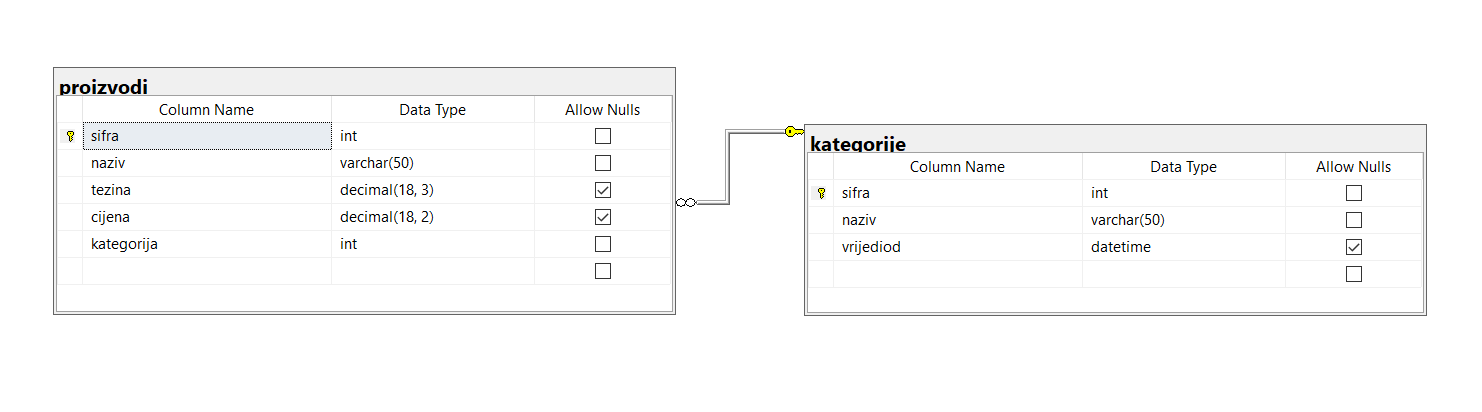 proizvodi
Column Name Data Type Allow Nulls
sifra int
naziv varchar(50)
tezina decimal(18, 3)
cijena decimal(18, 2)
kategorija int
kategorije
Column Name Data Type Allow Nulls
sifra int
naziv varchar(50)
vrijediod datetime